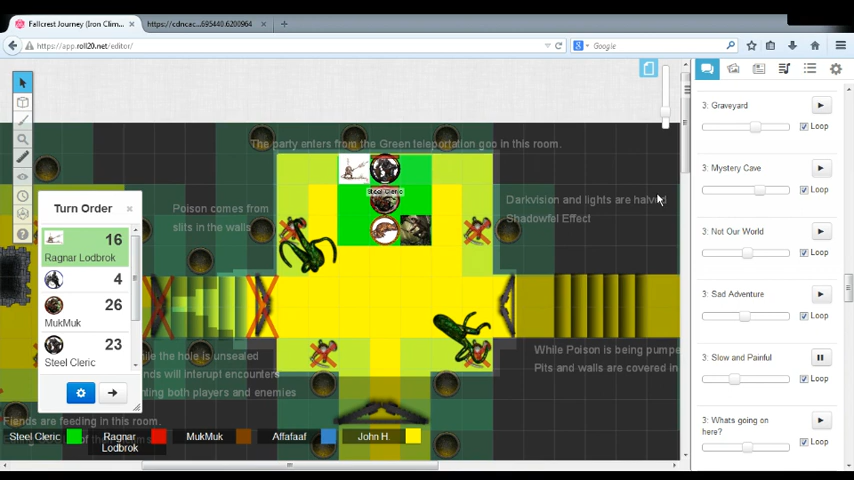 Fallcrest Journey (Iron Clim...
https://cdncac...695440.6200964
https://app.roll20.net/editor/
Google
3: Graveyard
Loop
3: Mystery Cave
Loop
3: Not Our World
Loop
3: Sad Adventure
Loop
3: Slow and Painful
Loop
3: Whats going on
here?
Loop
The party enters from the Green teleportation goo in this room.
Darkvision and lights are halved
Shadowfel Effect
Poison comes from
slits in the walls
Steel Cleric
Turn Order
16
Ragnar Lodbrok
4
26
MukMuk
23
Steel Cleric
While the hole is unsealed
will interupt encounters
both players and enemies
Fiends are feeding in this room.
While Poison is being pumpe
Pits and walls are covered in
Steel Cleric
Ragnar
Lodbrok
MukMuk
Affafaaf
John H.